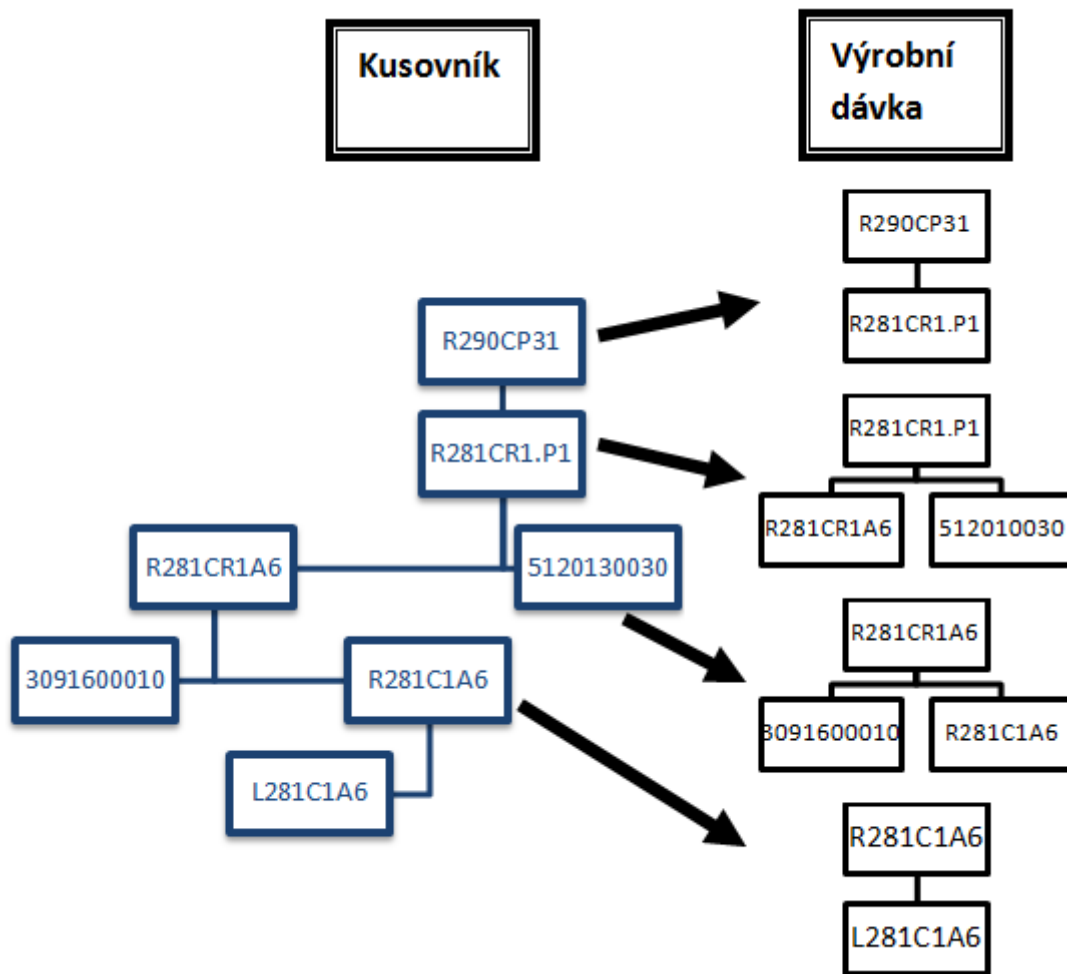 Kusovník
Výrobní
dávka
R290CP31
R281CR1.P1
R281CR1A6
5120130030
3091600010
R281C1A6
L281C1A6
R290CP31
R281CR1.P1
R281CR1.P1
R281CR1A6
512010030
R281CR1A6
3091600010
R281C1A6
R281C1A6
L281C1A6